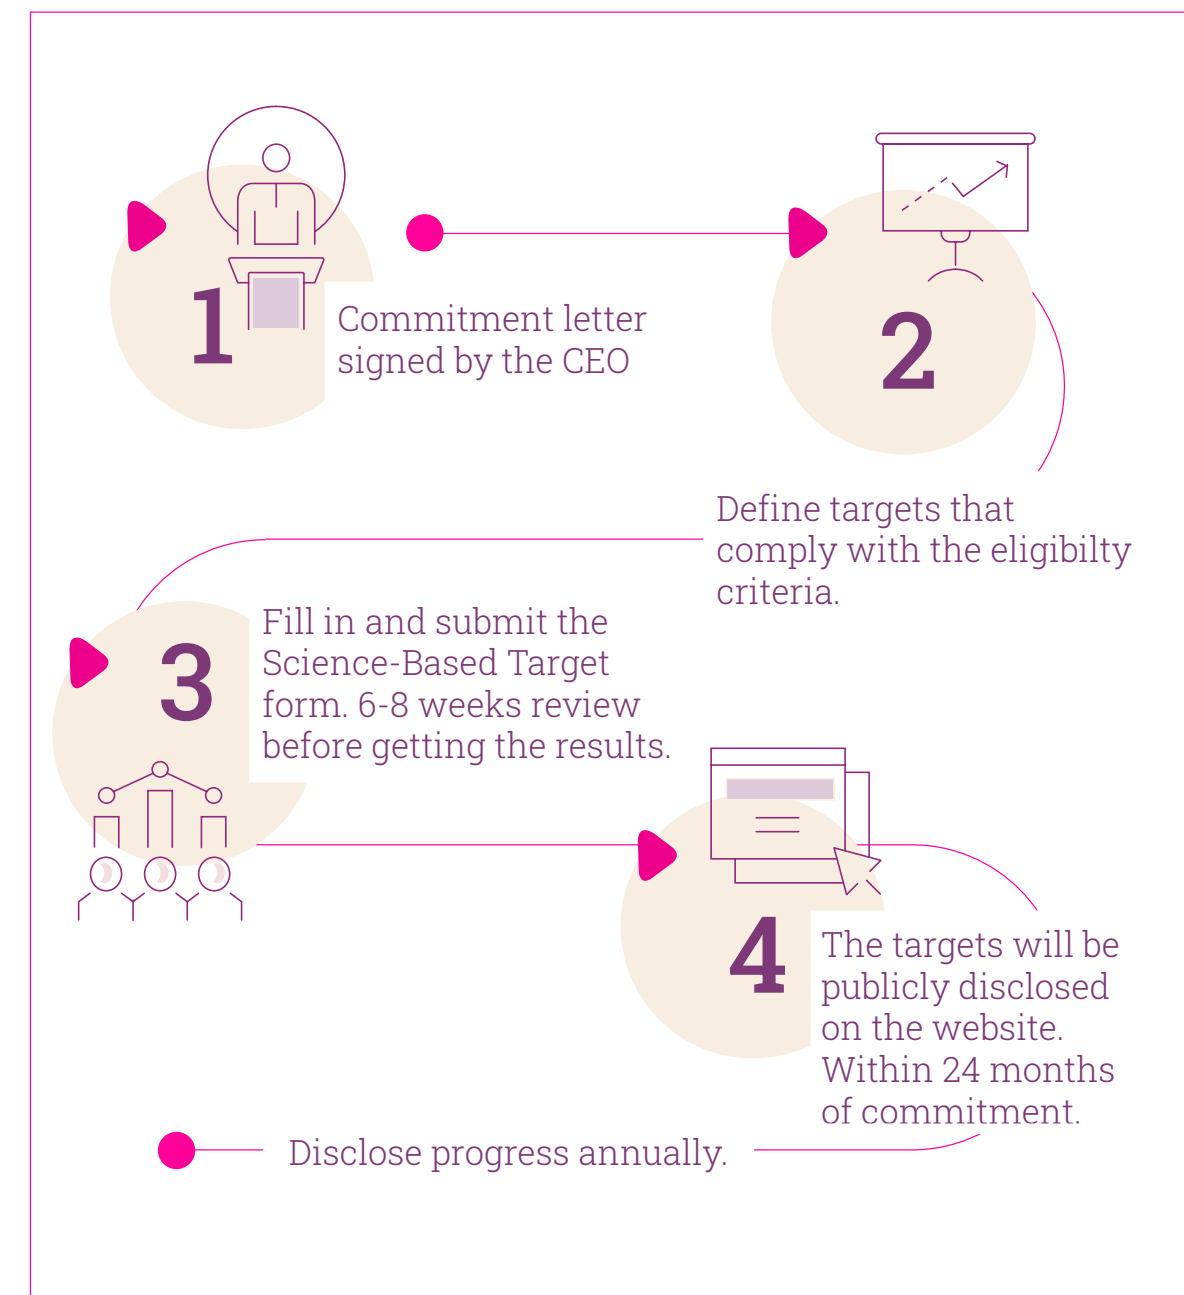 1
Commitment letter
signed by the CEO
2
Define targets that
comply with the eligibilty
criteria.
3
Fill in and submit the
Science-Based Target
form. 6-8 weeks review
before getting the results.
4
The targets will be
publicly disclosed
on the website.
Within 24 months
of commitment.
Disclose progress annually.